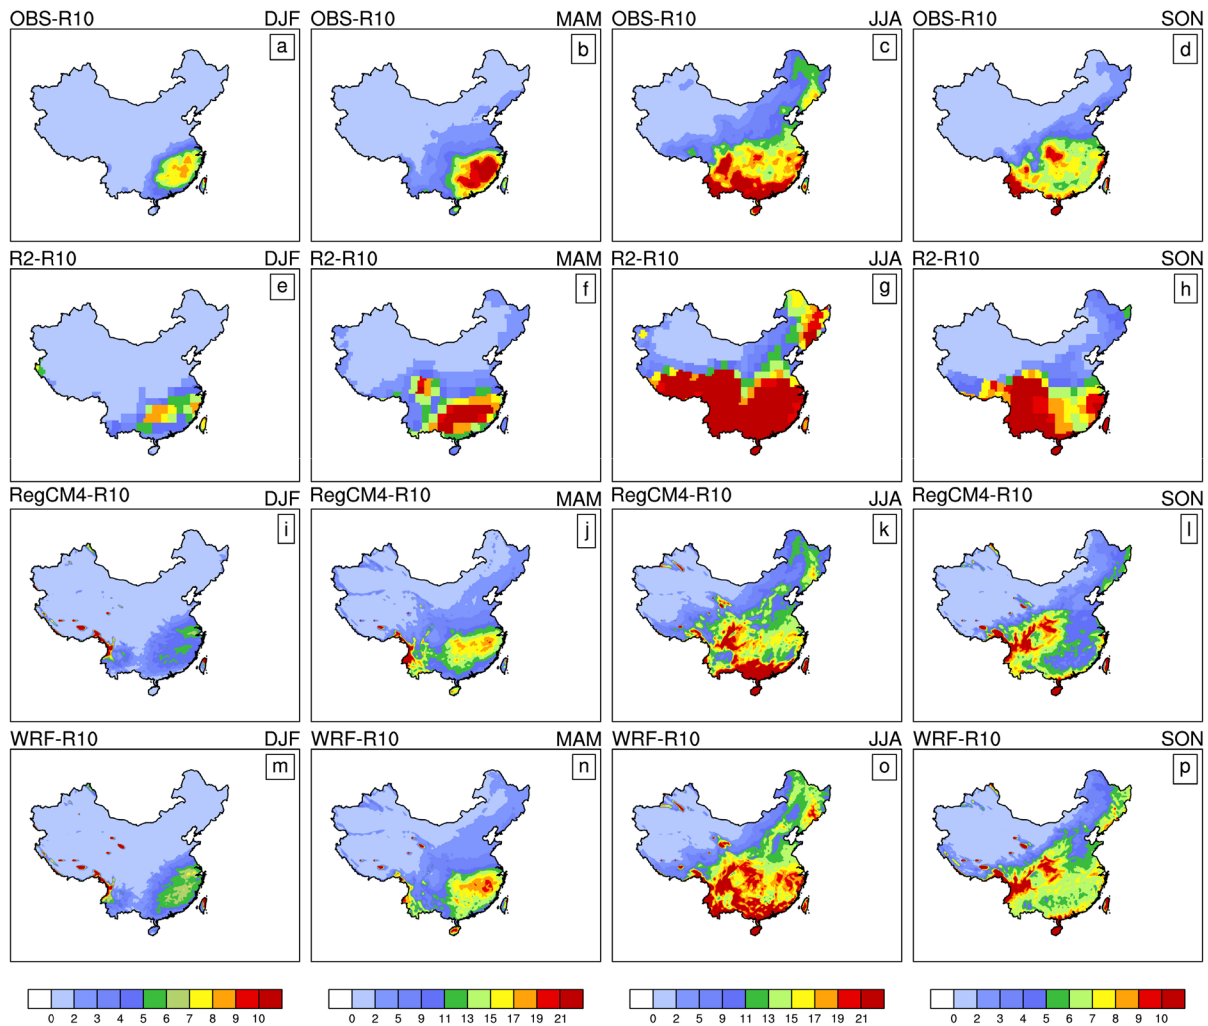 OBS-R10 DJF OBS-R10 MAM OBS-R10 JJA OBS-R10 SON
a b c d
R2-R10 DJF R2-R10 MAM R2-R10 JJA R2-R10 SON
e f g h
RegCM4-R10 DJF RegCM4-R10 MAM RegCM4-R10 JJA RegCM4-R10 SON
i j k l
WRF-R10 DJF WRF-R10 MAM WRF-R10 JJA WRF-R10 SON
m n o p
0 2 3 4 5 6 7 8 9 10 0 2 5 9 11 13 15 17 19 21 0 2 5 9 11 13 15 17 19 21 0 2 3 4 5 6 7 8 9 10